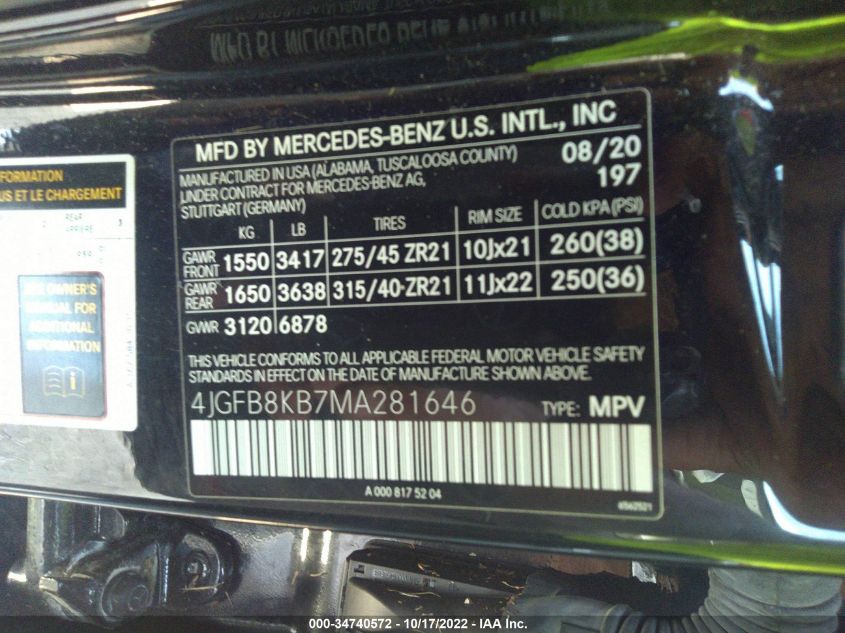 MFD BY MERCEDES-BENZ U.S. INTL., INC
MANUFACTURED IN USA (ALABAMA, TUSCALOOSA COUNTY) 08/20
UNDER CONTRACT FOR MERCEDES-BENZ AG, 197
STUTTGART (GERMANY)
KG LB TIRES RIM SIZE COLD KPA (PSI)
GAWR FRONT 1550 3417 275/45 ZR21 10Jx21 260(38)
GAWR REAR 1650 3638 315/40-ZR21 11Jx22 250(36)
GVWR 3120 6878
THIS VEHICLE CONFORMS TO ALL APPLICABLE FEDERAL MOTOR VEHICLE SAFETY
STANDARDS IN EFFECT ON THE DATE OF MANUFACTURE SHOWN ABOVE.
4JGFB8KB7MA281646 TYPE: MPV
A 000 817 52 04
6562521
FORMATION
US ET LE CHARGEMENT
REAR
3
OWNER'S
MANUAL FOR
ADDITIONAL
INFORMATION
000-34740572 - 10/17/2022 - IAA Inc.